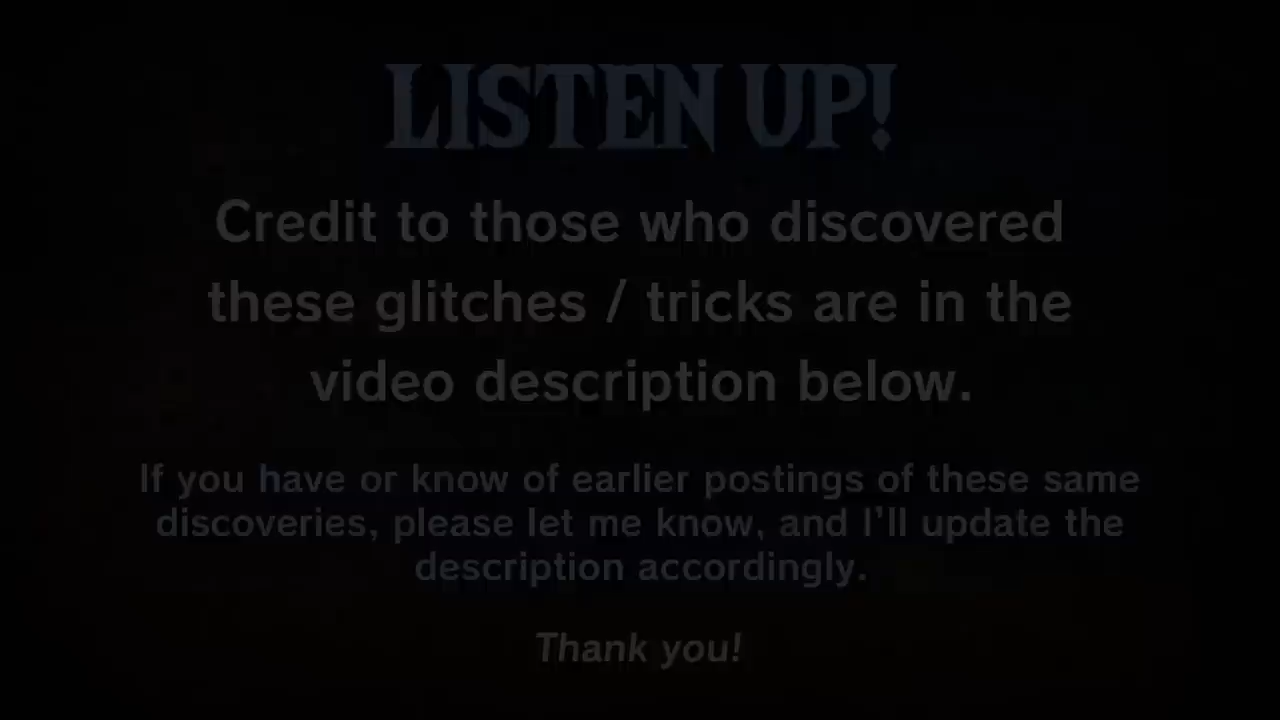 LISTEN UP!
Credit to those who discovered
these glitches / tricks are in the
video description below.
If you have or know of earlier postings of these same
discoveries, please let me know, and I'll update the
description accordingly.
Thank you!